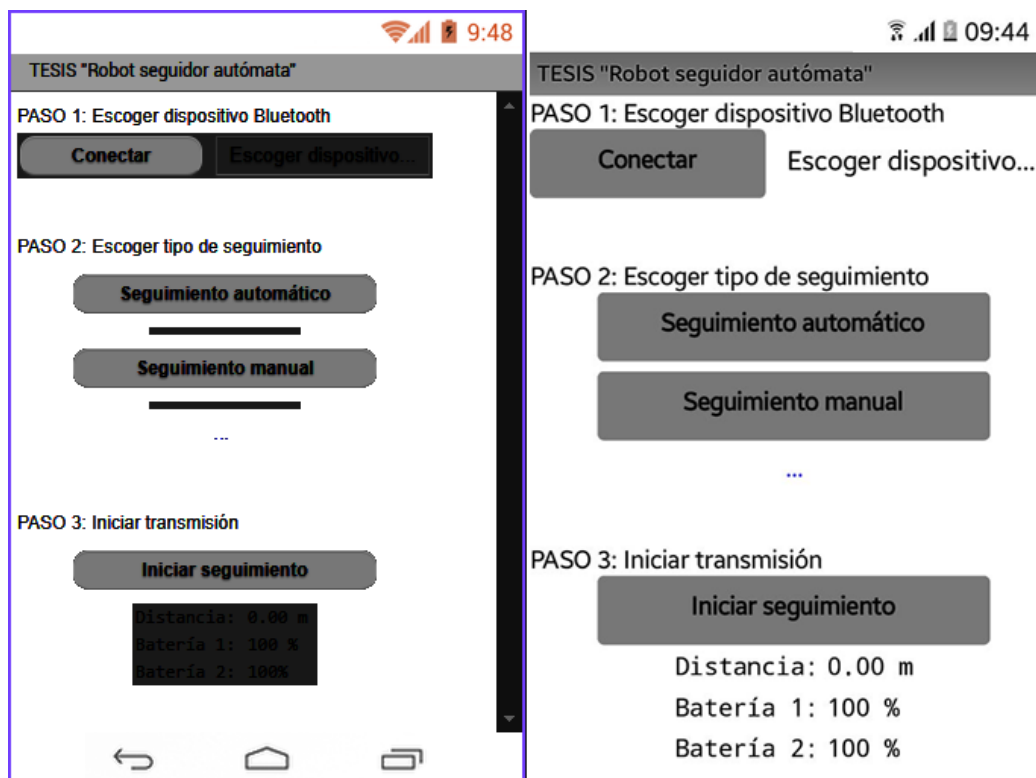 9:48
TESIS "Robot seguidor autómata"
PASO 1: Escoger dispositivo Bluetooth
Conectar Escoger dispositivo...
PASO 2: Escoger tipo de seguimiento
Seguimiento automático
Seguimiento manual
...
PASO 3: Iniciar transmisión
Iniciar seguimiento
Distancia: 0.00 m
Batería 1: 100 %
Batería 2: 100%
09:44
TESIS "Robot seguidor autómata"
PASO 1: Escoger dispositivo Bluetooth
Conectar Escoger dispositivo...
PASO 2: Escoger tipo de seguimiento
Seguimiento automático
Seguimiento manual
...
PASO 3: Iniciar transmisión
Iniciar seguimiento
Distancia: 0.00 m
Batería 1: 100 %
Batería 2: 100 %